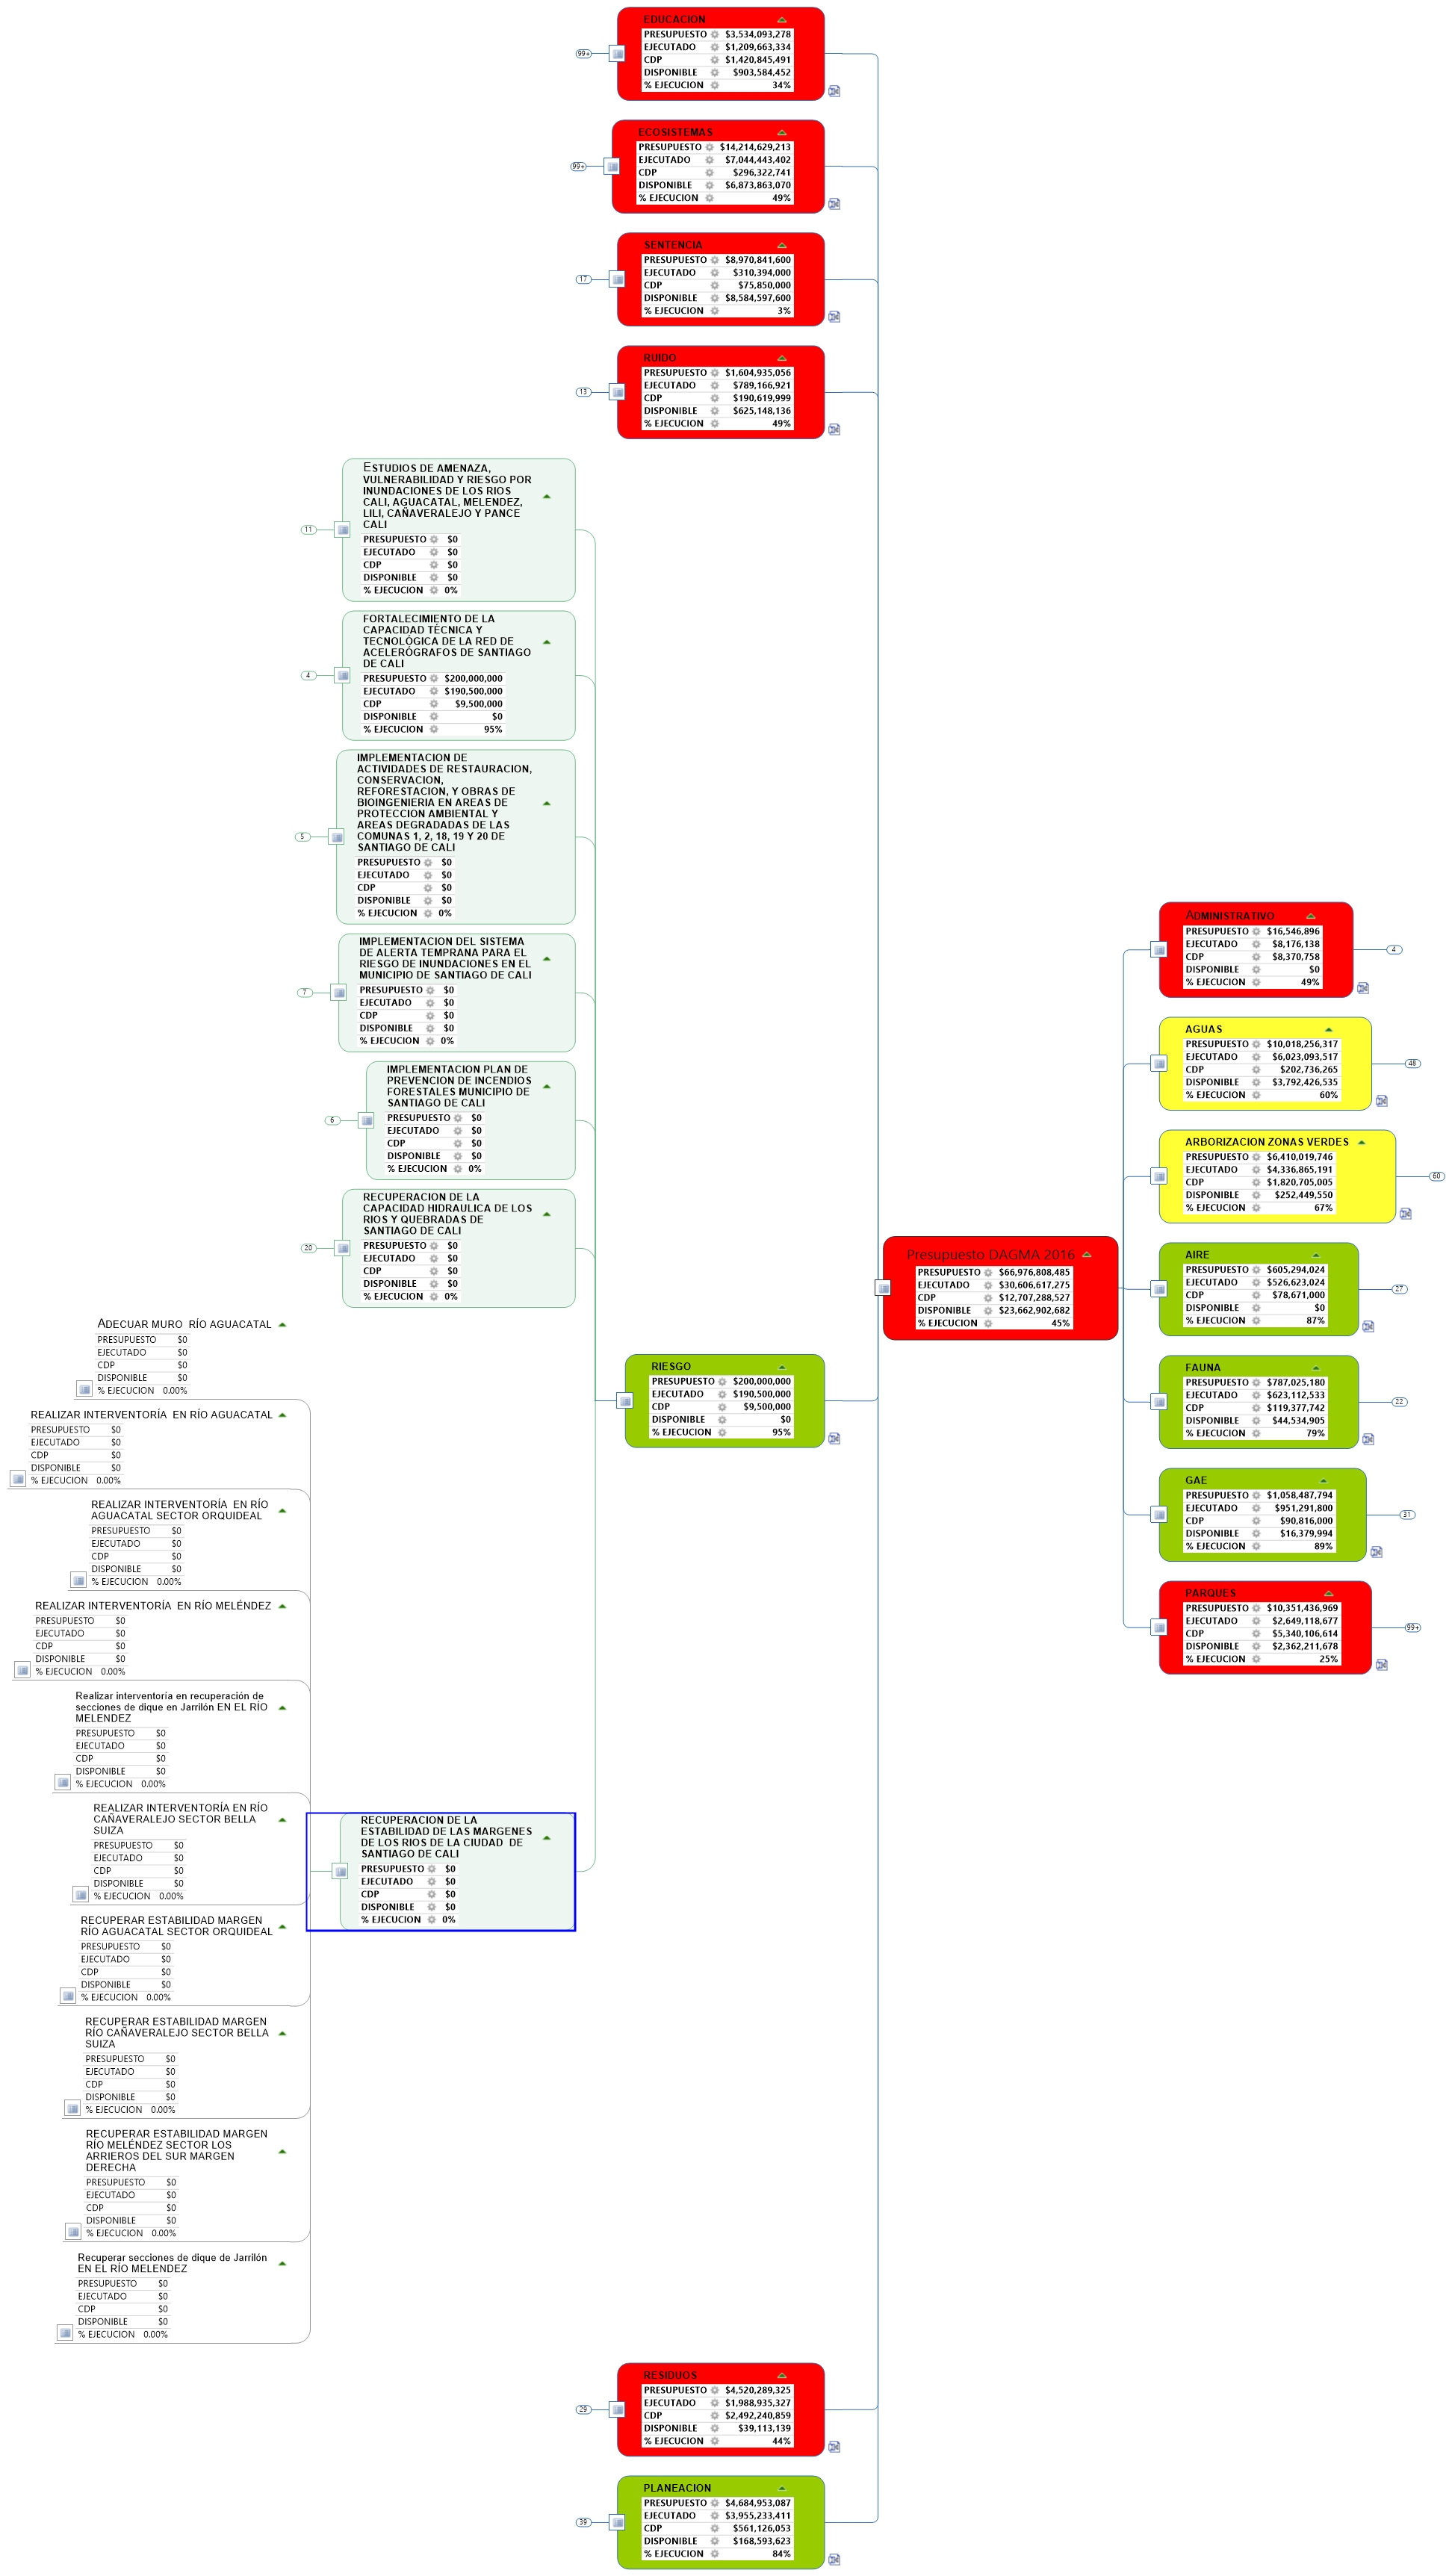 EDUCACION
PRESUPUESTO $3,534,093,278
EJECUTADO $1,209,663,334
CDP $1,420,845,491
DISPONIBLE $903,584,452
% EJECUCION 34%
99+
ECOSISTEMAS
PRESUPUESTO $14,214,629,213
EJECUTADO $7,044,443,402
CDP $296,322,741
DISPONIBLE $6,873,863,070
% EJECUCION 49%
99+
SENTENCIA
PRESUPUESTO $8,970,841,600
EJECUTADO $310,394,000
CDP $75,850,000
DISPONIBLE $8,584,597,600
% EJECUCION 3%
17
RUIDO
PRESUPUESTO $1,604,935,056
EJECUTADO $789,166,921
CDP $190,619,999
DISPONIBLE $625,148,136
% EJECUCION 49%
13
ESTUDIOS DE AMENAZA,
VULNERABILIDAD Y RIESGO POR
INUNDACIONES DE LOS RIOS
CALI, AGUACATAL, MELENDEZ,
LILI, CAÑAVERALEJO Y PANCE
CALI
PRESUPUESTO $0
EJECUTADO $0
CDP $0
DISPONIBLE $0
% EJECUCION 0%
11
FORTALECIMIENTO DE LA
CAPACIDAD TÉCNICA Y
TECNOLÓGICA DE LA RED DE
ACELERÓGRAFOS DE SANTIAGO
DE CALI
PRESUPUESTO $200,000,000
EJECUTADO $190,500,000
CDP $9,500,000
DISPONIBLE $0
% EJECUCION 95%
4
IMPLEMENTACION DE
ACTIVIDADES DE RESTAURACION,
CONSERVACION,
REFORESTACION, Y OBRAS DE
BIOINGENIERIA EN AREAS DE
PROTECCION AMBIENTAL Y
AREAS DEGRADADAS DE LAS
COMUNAS 1, 2, 18, 19 Y 20 DE
SANTIAGO DE CALI
PRESUPUESTO $0
EJECUTADO $0
CDP $0
DISPONIBLE $0
% EJECUCION 0%
5
IMPLEMENTACION DEL SISTEMA
DE ALERTA TEMPRANA PARA EL
RIESGO DE INUNDACIONES EN EL
MUNICIPIO DE SANTIAGO DE CALI
PRESUPUESTO $0
EJECUTADO $0
CDP $0
DISPONIBLE $0
% EJECUCION 0%
7
IMPLEMENTACION PLAN DE
PREVENCION DE INCENDIOS
FORESTALES MUNICIPIO DE
SANTIAGO DE CALI
PRESUPUESTO $0
EJECUTADO $0
CDP $0
DISPONIBLE $0
% EJECUCION 0%
6
RECUPERACION DE LA
CAPACIDAD HIDRAULICA DE LOS
RIOS Y QUEBRADAS DE
SANTIAGO DE CALI
PRESUPUESTO $0
EJECUTADO $0
CDP $0
DISPONIBLE $0
% EJECUCION 0%
20
ADECUAR MURO RÍO AGUACATAL
PRESUPUESTO $0
EJECUTADO $0
CDP $0
DISPONIBLE $0
% EJECUCION 0.00%
REALIZAR INTERVENTORÍA EN RÍO AGUACATAL
PRESUPUESTO $0
EJECUTADO $0
CDP $0
DISPONIBLE $0
% EJECUCION 0.00%
REALIZAR INTERVENTORÍA EN RÍO
AGUACATAL SECTOR ORQUIDEAL
PRESUPUESTO $0
EJECUTADO $0
CDP $0
DISPONIBLE $0
% EJECUCION 0.00%
REALIZAR INTERVENTORÍA EN RÍO MELÉNDEZ
PRESUPUESTO $0
EJECUTADO $0
CDP $0
DISPONIBLE $0
% EJECUCION 0.00%
Realizar interventoría en recuperación de
secciones de dique en Jarrilón EN EL RÍO
MELENDEZ
PRESUPUESTO $0
EJECUTADO $0
CDP $0
DISPONIBLE $0
% EJECUCION 0.00%
REALIZAR INTERVENTORÍA EN RÍO
CAÑAVERALEJO SECTOR BELLA
SUIZA
PRESUPUESTO $0
EJECUTADO $0
CDP $0
DISPONIBLE $0
% EJECUCION 0.00%
RECUPERAR ESTABILIDAD MARGEN
RÍO AGUACATAL SECTOR ORQUIDEAL
PRESUPUESTO $0
EJECUTADO $0
CDP $0
DISPONIBLE $0
% EJECUCION 0.00%
RECUPERAR ESTABILIDAD MARGEN
RÍO CAÑAVERALEJO SECTOR BELLA
SUIZA
PRESUPUESTO $0
EJECUTADO $0
CDP $0
DISPONIBLE $0
% EJECUCION 0.00%
RECUPERAR ESTABILIDAD MARGEN
RÍO MELÉNDEZ SECTOR LOS
ARRIEROS DEL SUR MARGEN
DERECHA
PRESUPUESTO $0
EJECUTADO $0
CDP $0
DISPONIBLE $0
% EJECUCION 0.00%
Recuperar secciones de dique de Jarrilón
EN EL RÍO MELENDEZ
PRESUPUESTO $0
EJECUTADO $0
CDP $0
DISPONIBLE $0
% EJECUCION 0.00%
RECUPERACION DE LA
ESTABILIDAD DE LAS MARGENES
DE LOS RIOS DE LA CIUDAD DE
SANTIAGO DE CALI
PRESUPUESTO $0
EJECUTADO $0
CDP $0
DISPONIBLE $0
% EJECUCION 0%
RIESGO
PRESUPUESTO $200,000,000
EJECUTADO $190,500,000
CDP $9,500,000
DISPONIBLE $0
% EJECUCION 95%
RESIDUOS
PRESUPUESTO $4,520,289,325
EJECUTADO $1,988,935,327
CDP $2,492,240,859
DISPONIBLE $39,113,139
% EJECUCION 44%
29
PLANEACION
PRESUPUESTO $4,684,953,087
EJECUTADO $3,955,233,411
CDP $561,126,053
DISPONIBLE $168,593,623
% EJECUCION 84%
39
Presupuesto DAGMA 2016
PRESUPUESTO $66,976,808,485
EJECUTADO $30,606,617,275
CDP $12,707,288,527
DISPONIBLE $23,662,902,682
% EJECUCION 45%
ADMINISTRATIVO
PRESUPUESTO $16,546,896
EJECUTADO $8,176,138
CDP $8,370,758
DISPONIBLE $0
% EJECUCION 49%
4
AGUAS
PRESUPUESTO $10,018,256,317
EJECUTADO $6,023,093,517
CDP $202,736,265
DISPONIBLE $3,792,426,535
% EJECUCION 60%
48
ARBORIZACION ZONAS VERDES
PRESUPUESTO $6,410,019,746
EJECUTADO $4,336,865,191
CDP $1,820,705,005
DISPONIBLE $252,449,550
% EJECUCION 67%
60
AIRE
PRESUPUESTO $605,294,024
EJECUTADO $526,623,024
CDP $78,671,000
DISPONIBLE $0
% EJECUCION 87%
27
FAUNA
PRESUPUESTO $787,025,180
EJECUTADO $623,112,533
CDP $119,377,742
DISPONIBLE $44,534,905
% EJECUCION 79%
22
GAE
PRESUPUESTO $1,058,487,794
EJECUTADO $951,291,800
CDP $90,816,000
DISPONIBLE $16,379,994
% EJECUCION 89%
31
PARQUES
PRESUPUESTO $10,351,436,969
EJECUTADO $2,649,118,677
CDP $5,340,106,614
DISPONIBLE $2,362,211,678
% EJECUCION 25%
99+